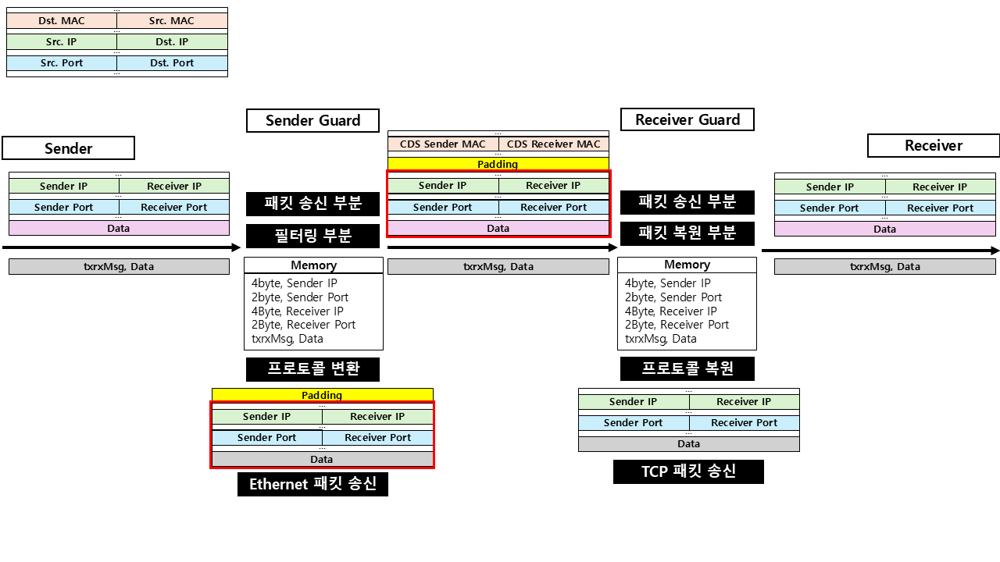 Dst. MAC Src. MAC
...
Src. IP Dst. IP
...
Src. Port Dst. Port
...
Sender
...
Sender IP Receiver IP
...
Sender Port Receiver Port
...
Data
txrxMsg, Data
Sender Guard
패킷 송신 부분
필터링 부분
Memory
4byte, Sender IP
2byte, Sender Port
4Byte, Receiver IP
2Byte, Receiver Port
txrxMsg, Data
프로토콜 변환
Padding
...
Sender IP Receiver IP
...
Sender Port Receiver Port
...
Data
Ethernet 패킷 송신
...
CDS Sender MAC CDS Receiver MAC
...
Padding
...
Sender IP Receiver IP
...
Sender Port Receiver Port
...
Data
txrxMsg, Data
Receiver Guard
패킷 송신 부분
패킷 복원 부분
Memory
4byte, Sender IP
2byte, Sender Port
4Byte, Receiver IP
2Byte, Receiver Port
txrxMsg, Data
프로토콜 복원
...
Sender IP Receiver IP
...
Sender Port Receiver Port
...
Data
TCP 패킷 송신
Receiver
...
Sender IP Receiver IP
...
Sender Port Receiver Port
...
Data
txrxMsg, Data